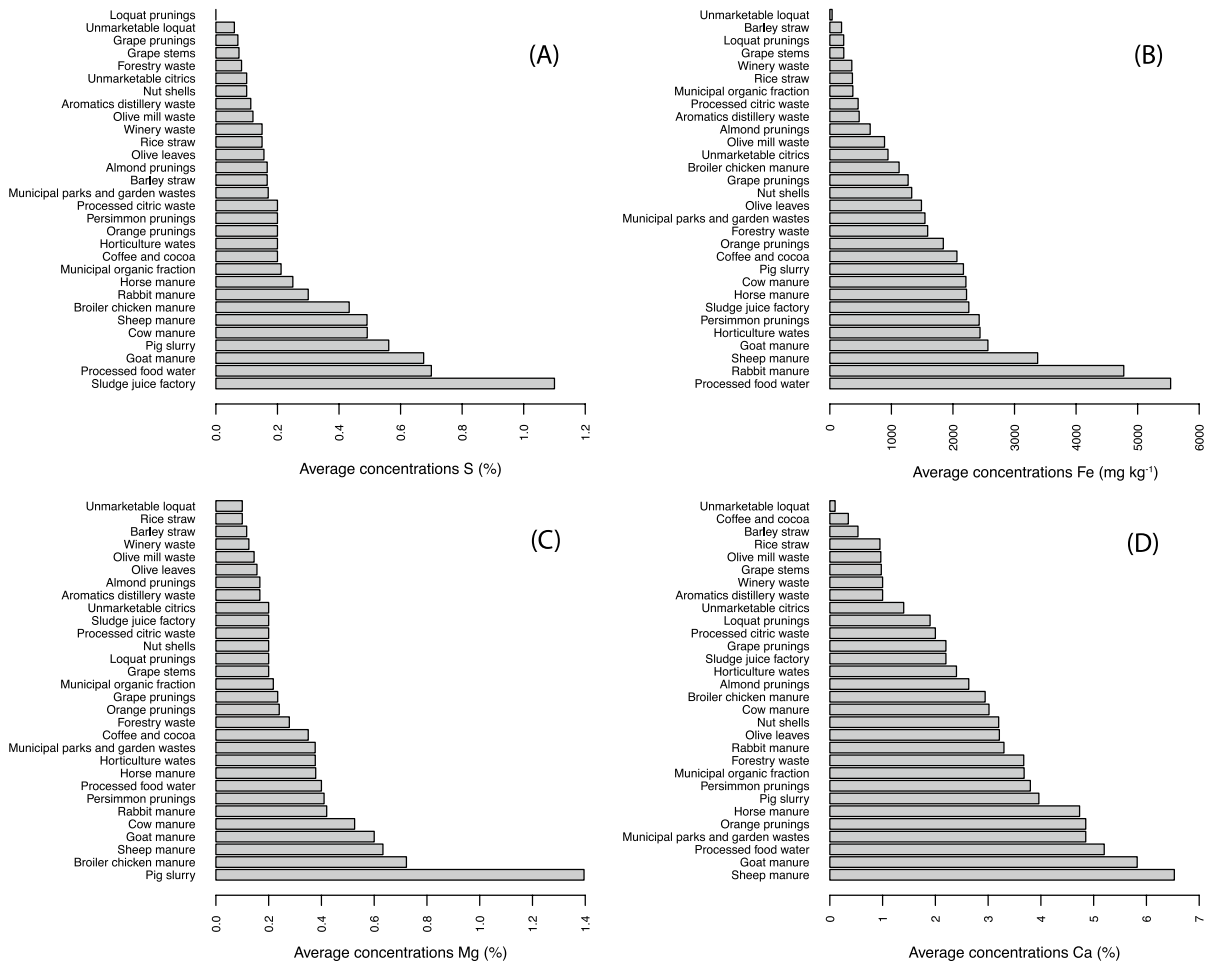 Loquat prunings
Unmarketable loquat
Grape prunings
Grape stems
Forestry waste
Unmarketable citrics
Nut shells
Aromatics distillery waste
Olive mill waste
Winery waste
Rice straw
Olive leaves
Almond prunings
Barley straw
Municipal parks and garden wastes
Processed citric waste
Persimmon prunings
Orange prunings
Horticulture wates
Coffee and cocoa
Municipal organic fraction
Horse manure
Rabbit manure
Broiler chicken manure
Sheep manure
Cow manure
Pig slurry
Goat manure
Processed food water
Sludge juice factory
(A)
0.0 0.2 0.4 0.6 0.8 1.0 1.2
Average concentrations S (%)
Unmarketable loquat
Barley straw
Loquat prunings
Grape stems
Winery waste
Rice straw
Municipal organic fraction
Processed citric waste
Aromatics distillery waste
Almond prunings
Olive mill waste
Unmarketable citrics
Broiler chicken manure
Grape prunings
Nut shells
Olive leaves
Municipal parks and garden wastes
Forestry waste
Orange prunings
Coffee and cocoa
Pig slurry
Cow manure
Horse manure
Sludge juice factory
Persimmon prunings
Horticulture wates
Goat manure
Sheep manure
Rabbit manure
Processed food water
(B)
0 1000 2000 3000 4000 5000 6000
Average concentrations Fe (mg kg⁻¹)
Unmarketable loquat
Rice straw
Barley straw
Winery waste
Olive mill waste
Olive leaves
Almond prunings
Aromatics distillery waste
Unmarketable citrics
Sludge juice factory
Processed citric waste
Nut shells
Loquat prunings
Grape stems
Municipal organic fraction
Grape prunings
Orange prunings
Forestry waste
Coffee and cocoa
Municipal parks and garden wastes
Horticulture wates
Horse manure
Processed food water
Persimmon prunings
Rabbit manure
Cow manure
Goat manure
Sheep manure
Broiler chicken manure
Pig slurry
(C)
0.0 0.2 0.4 0.6 0.8 1.0 1.2 1.4
Average concentrations Mg (%)
Unmarketable loquat
Coffee and cocoa
Barley straw
Rice straw
Olive mill waste
Grape stems
Winery waste
Aromatics distillery waste
Unmarketable citrics
Loquat prunings
Processed citric waste
Grape prunings
Sludge juice factory
Horticulture wates
Almond prunings
Broiler chicken manure
Cow manure
Nut shells
Olive leaves
Rabbit manure
Forestry waste
Municipal organic fraction
Persimmon prunings
Pig slurry
Horse manure
Orange prunings
Municipal parks and garden wastes
Processed food water
Goat manure
Sheep manure
(D)
0 1 2 3 4 5 6 7
Average concentrations Ca (%)